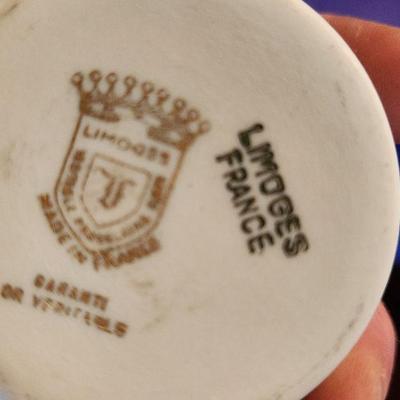 LIMOGES
MADE IN FRANCE
GARANTI
OR VERITABLE
LIMOGES
FRANCE